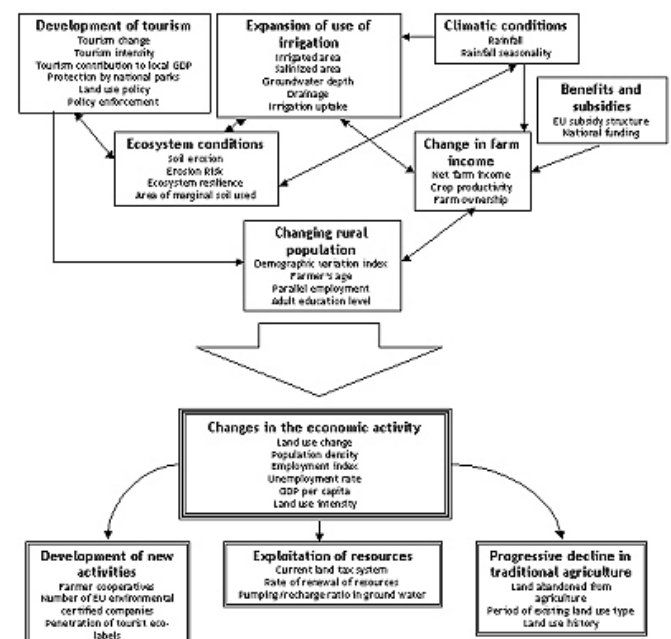 Development of tourism
Tourism change
Tourism intensity
Tourism contribution to local GDP
Protection by national parks
Land use policy
Policy enforcement
Expansion of use of
irrigation
Irrigated area
Salinized area
Groundwater depth
Drainage
Irrigation uptake
Climatic conditions
Rainfall
Rainfall seasonality
Benefits and
subsidies
EU subsidy structure
National funding
Ecosystem conditions
Soil erosion
Erosion Risk
Ecosystem resilience
Area of marginal soil used
Change in farm
income
Net farm income
Crop productivity
Farm ownership
Changing rural
population
Demographic variation index
Farmer's age
Parallel employment
Adult education level
Changes in the economic activity
Land use change
Population density
Employment index
Unemployment rate
GDP per capita
Land use intensity
Development of new
activities
Farmer cooperatives
Number of EU environmental
certified companies
Penetration of tourist eco-
labels
Exploitation of resources
Current land tax system
Rate of renewal of resources
Pumping/recharge ratio in ground water
Progressive decline in
traditional agriculture
Land abandoned from
agriculture
Period of existing land use type
Land use history